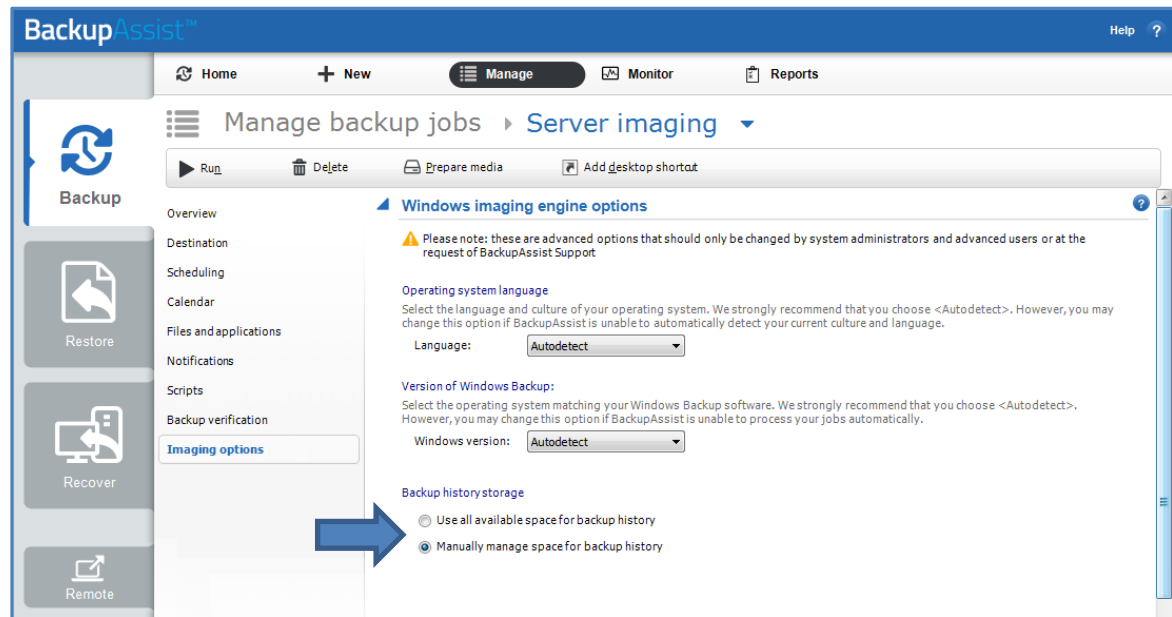 BackupAssist™
Help ?
Home New Manage Monitor Reports
Manage backup jobs Server imaging
Run Delete Prepare media Add desktop shortcut
Backup
Restore
Recover
Remote
Overview
Destination
Scheduling
Calendar
Files and applications
Notifications
Scripts
Backup verification
Imaging options
Windows imaging engine options
?
Please note: these are advanced options that should only be changed by system administrators and advanced users or at the
request of BackupAssist Support
Operating system language
Select the language and culture of your operating system. We strongly recommend that you choose <Autodetect>. However, you may
change this option if BackupAssist is unable to automatically detect your current culture and language.
Language: Autodetect
Version of Windows Backup:
Select the operating system matching your Windows Backup software. We strongly recommend that you choose <Autodetect>.
However, you may change this option if BackupAssist is unable to process your jobs automatically.
Windows version: Autodetect
Backup history storage
Use all available space for backup history
Manually manage space for backup history